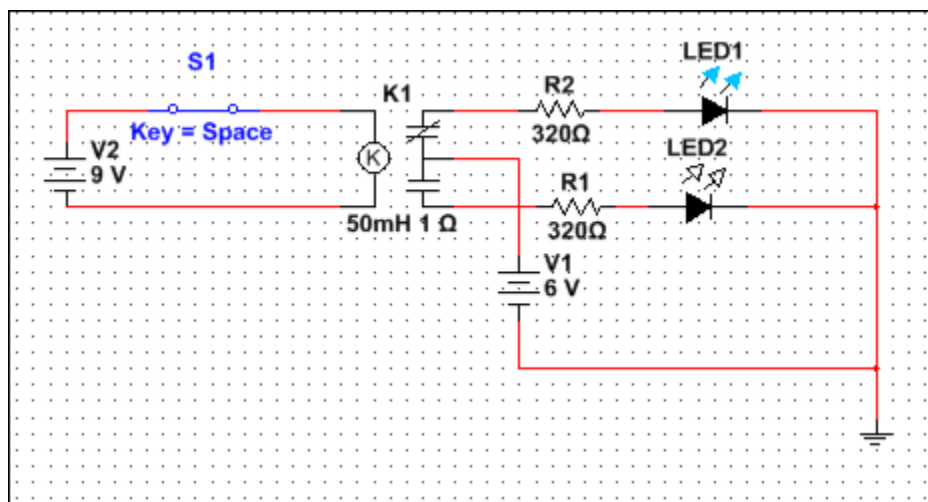 S1
Key = Space
V2
9 V
K1
K
50mH 1 Ω
R2
320Ω
LED1
LED2
R1
320Ω
V1
6 V